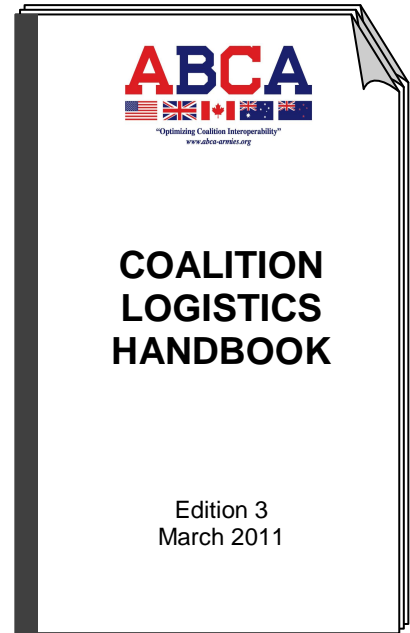 ABCA
"Optimizing Coalition Interoperability"
www.abca-armies.org
COALITION
LOGISTICS
HANDBOOK
Edition 3
March 2011